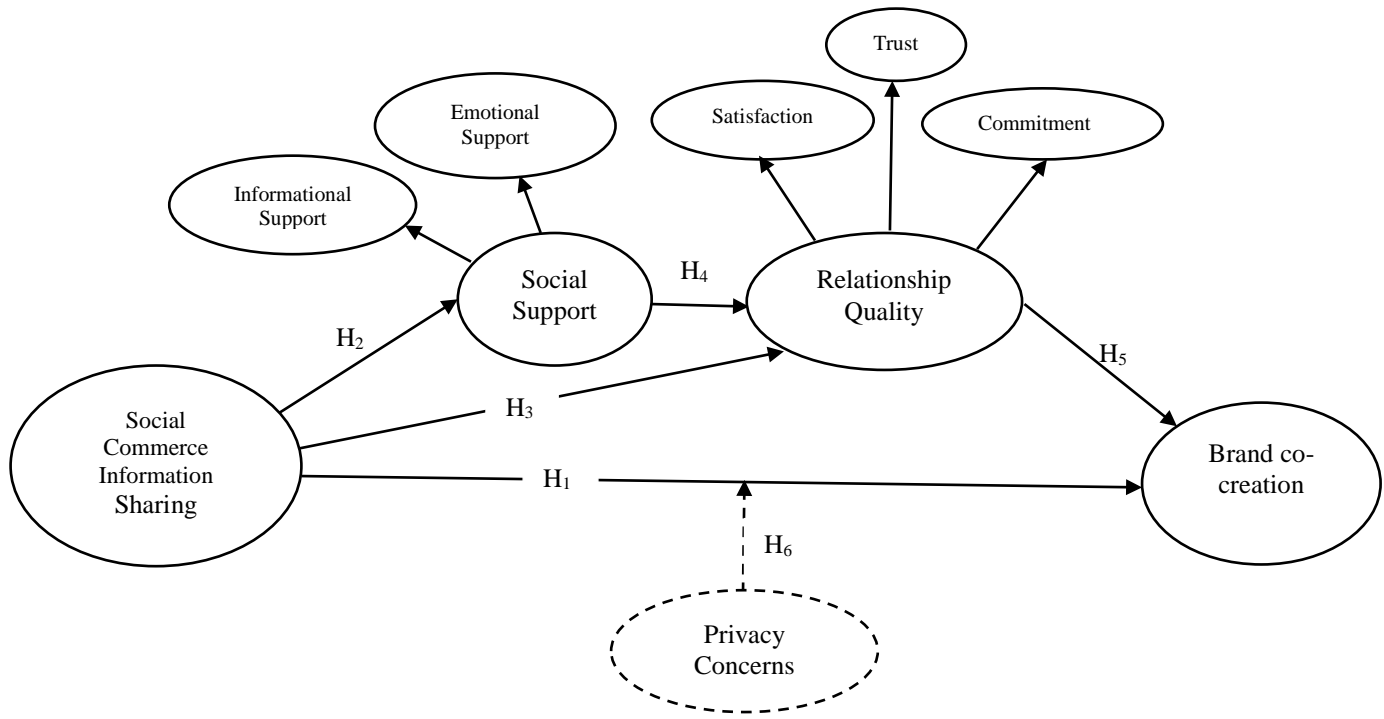 Trust
Emotional
Support
Satisfaction
Commitment
Informational
Support
Social
Support
H₄
Relationship
Quality
H₂
H₅
Social
Commerce
Information
Sharing
H₃
Brand co-
creation
H₁
H₆
Privacy
Concerns